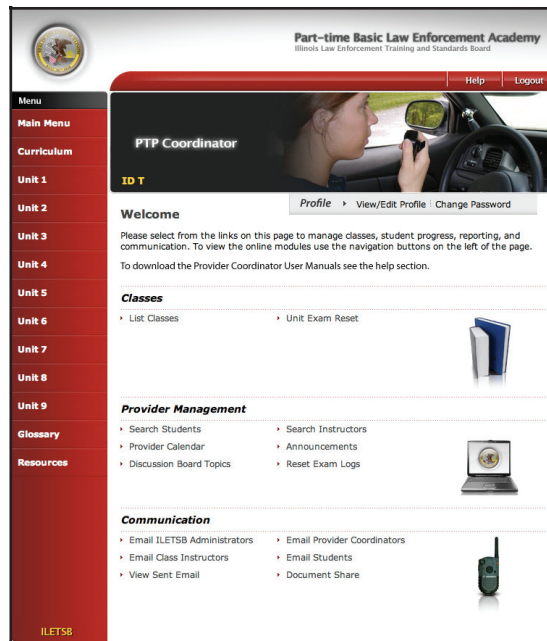 Part-time Basic Law Enforcement Academy
Illinois Law Enforcement Training and Standards Board
Help
Logout
Menu
Main Menu
Curriculum
Unit 1
Unit 2
Unit 3
Unit 4
Unit 5
Unit 6
Unit 7
Unit 8
Unit 9
Glossary
Resources
ILETSB
PTP Coordinator
ID T
Profile
View/Edit Profile
Change Password
Welcome
Please select from the links on this page to manage classes, student progress, reporting, and
communication. To view the online modules use the navigation buttons on the left of the page.
To download the Provider Coordinator User Manuals see the help section.
Classes
List Classes
Unit Exam Reset
Provider Management
Search Students
Search Instructors
Provider Calendar
Announcements
Discussion Board Topics
Reset Exam Logs
Communication
Email ILETSB Administrators
Email Provider Coordinators
Email Class Instructors
Email Students
View Sent Email
Document Share